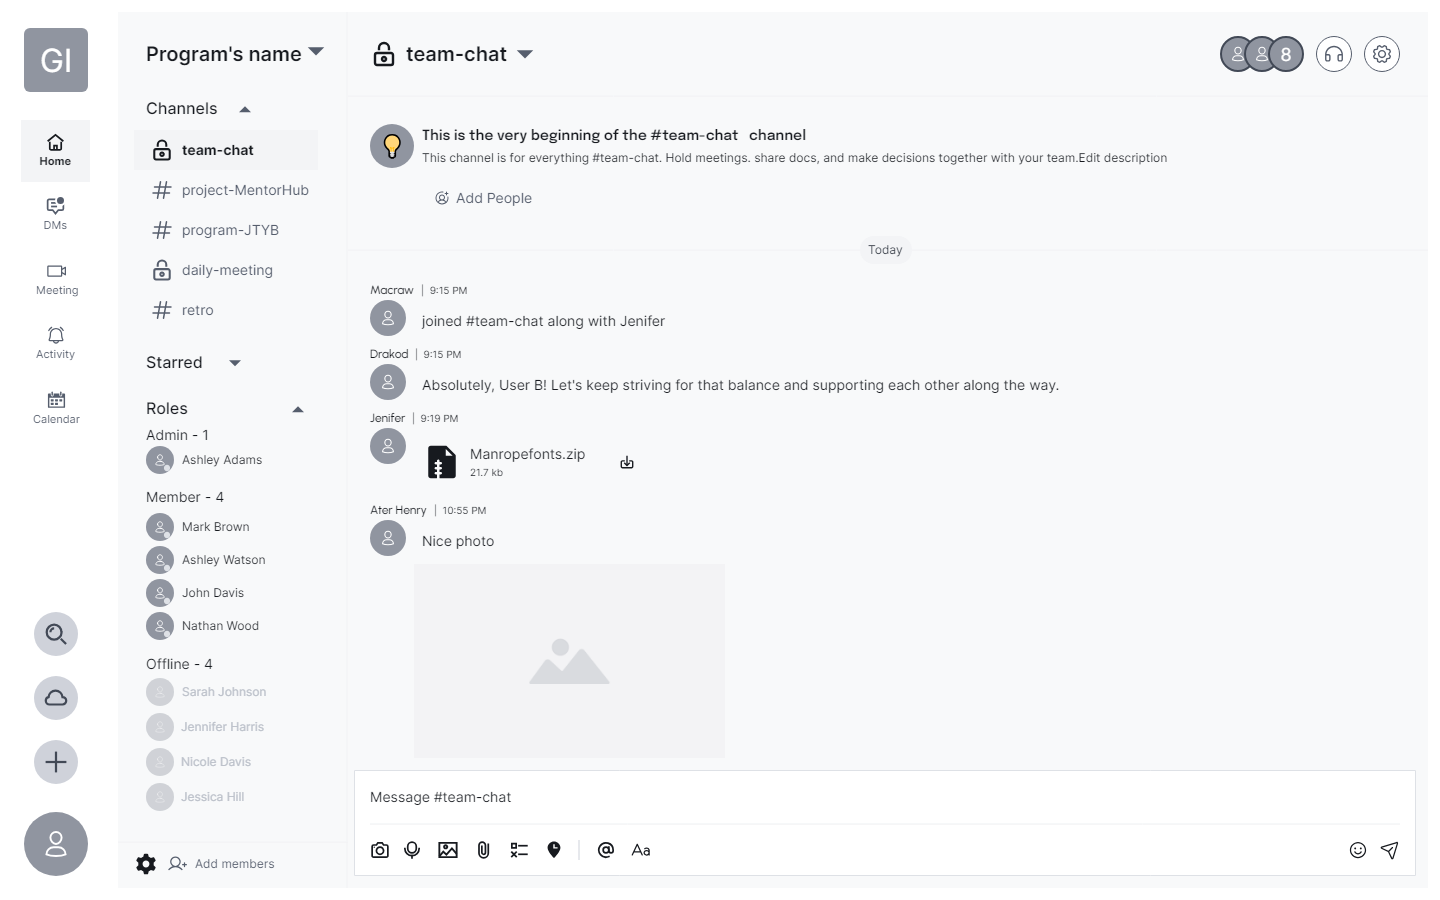 GI
Home
DMs
Meeting
Activity
Calendar
Program's name
Channels
team-chat
project-MentorHub
program-JTYB
daily-meeting
retro
Starred
Roles
Admin - 1
Ashley Adams
Member - 4
Mark Brown
Ashley Watson
John Davis
Nathan Wood
Offline - 4
Sarah Johnson
Jennifer Harris
Nicole Davis
Jessica Hill
Add members
team-chat
8
This is the very beginning of the #team-chat channel
This channel is for everything #team-chat. Hold meetings. share docs, and make decisions together with your team.Edit description
Add People
Today
Macraw | 9:15 PM
joined #team-chat along with Jenifer
Drakod | 9:15 PM
Absolutely, User B! Let's keep striving for that balance and supporting each other along the way.
Jenifer | 9:19 PM
Manropefonts.zip
21.7 kb
Ater Henry | 10:55 PM
Nice photo
Message #team-chat
@ Aa